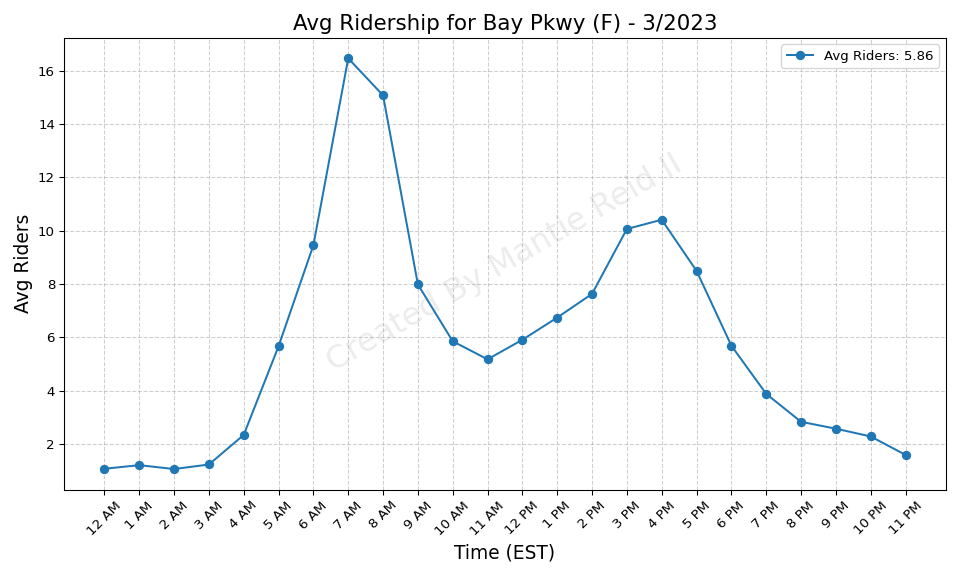 Avg Ridership for Bay Pkwy (F) - 3/2023
Avg Riders: 5.86
Avg Riders
16
14
12
10
8
6
4
2
Created By Mantie Reid II
12 AM
1 AM
2 AM
3 AM
4 AM
5 AM
6 AM
7 AM
8 AM
9 AM
10 AM
11 AM
12 PM
1 PM
2 PM
3 PM
4 PM
5 PM
6 PM
7 PM
8 PM
9 PM
10 PM
11 PM
Time (EST)